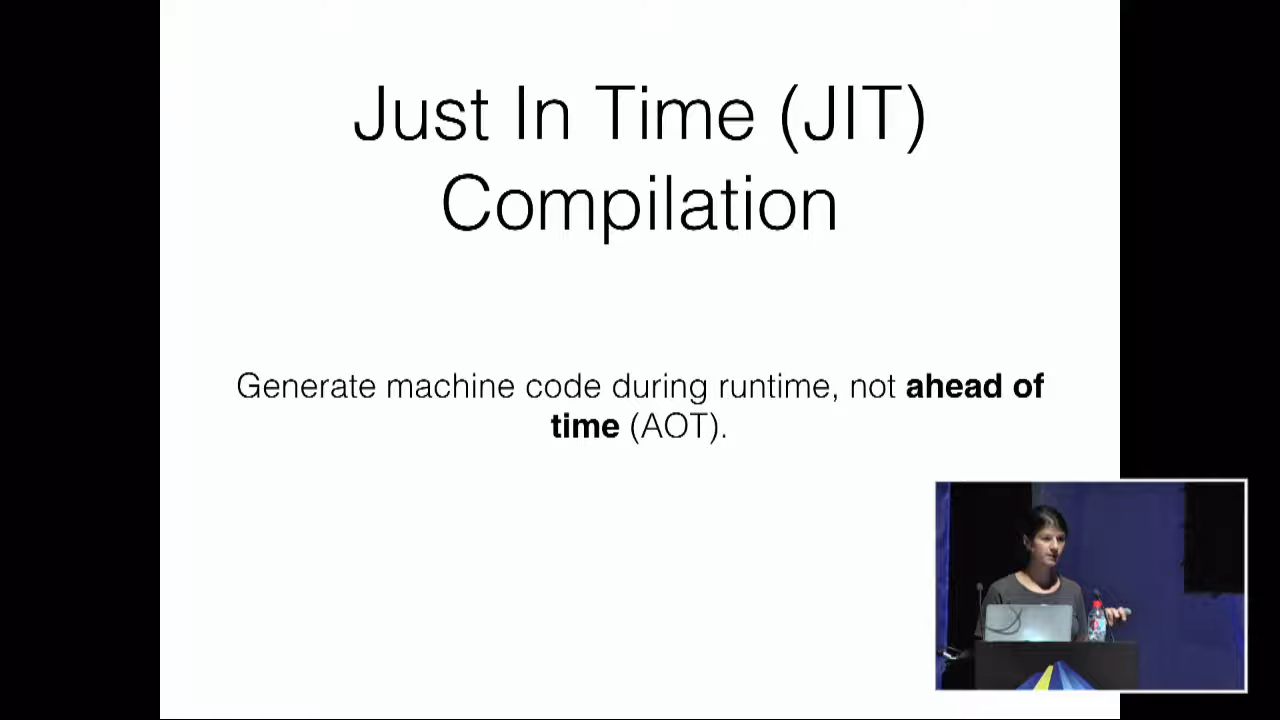 Just In Time (JIT)
Compilation
Generate machine code during runtime, not ahead of
time (AOT).